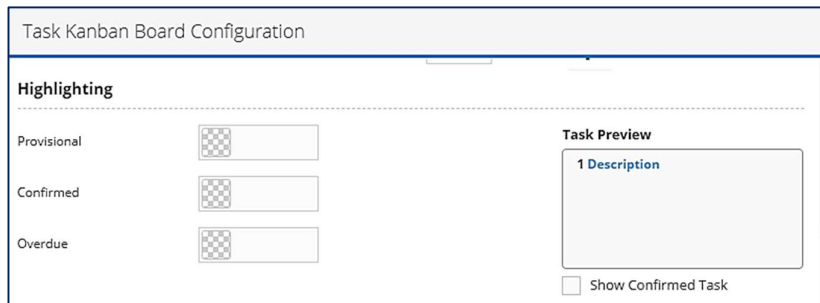 Task Kanban Board Configuration
Highlighting
Provisional
Task Preview
1 Description
Confirmed
Overdue
Show Confirmed Task